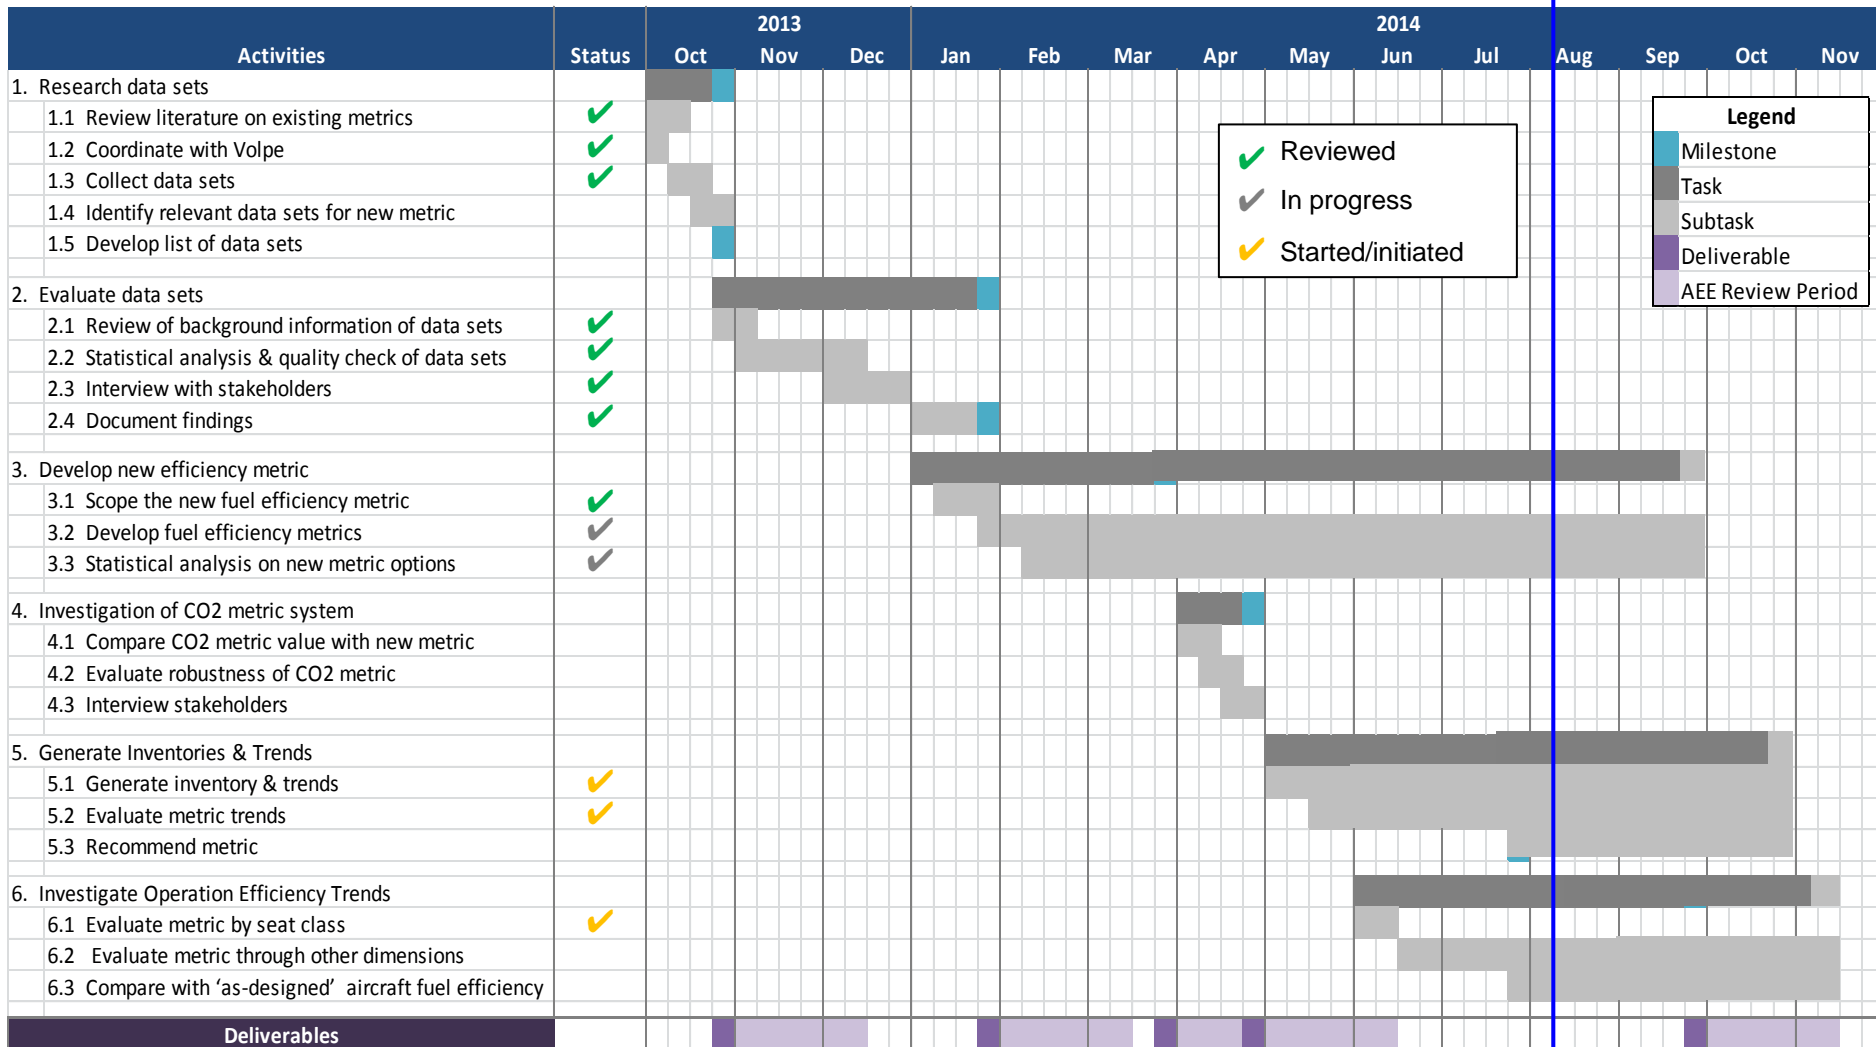 2013 2014
Activities Status Oct Nov Dec Jan Feb Mar Apr May Jun Jul Aug Sep Oct Nov
1. Research data sets
1.1 Review literature on existing metrics
1.2 Coordinate with Volpe
1.3 Collect data sets
1.4 Identify relevant data sets for new metric
1.5 Develop list of data sets
Reviewed
In progress
Started/initiated
Legend
Milestone
Task
Subtask
Deliverable
AEE Review Period
2. Evaluate data sets
2.1 Review of background information of data sets
2.2 Statistical analysis & quality check of data sets
2.3 Interview with stakeholders
2.4 Document findings
3. Develop new efficiency metric
3.1 Scope the new fuel efficiency metric
3.2 Develop fuel efficiency metrics
3.3 Statistical analysis on new metric options
4. Investigation of CO2 metric system
4.1 Compare CO2 metric value with new metric
4.2 Evaluate robustness of CO2 metric
4.3 Interview stakeholders
5. Generate Inventories & Trends
5.1 Generate inventory & trends
5.2 Evaluate metric trends
5.3 Recommend metric
6. Investigate Operation Efficiency Trends
6.1 Evaluate metric by seat class
6.2 Evaluate metric through other dimensions
6.3 Compare with ‘as-designed’ aircraft fuel efficiency
Deliverables